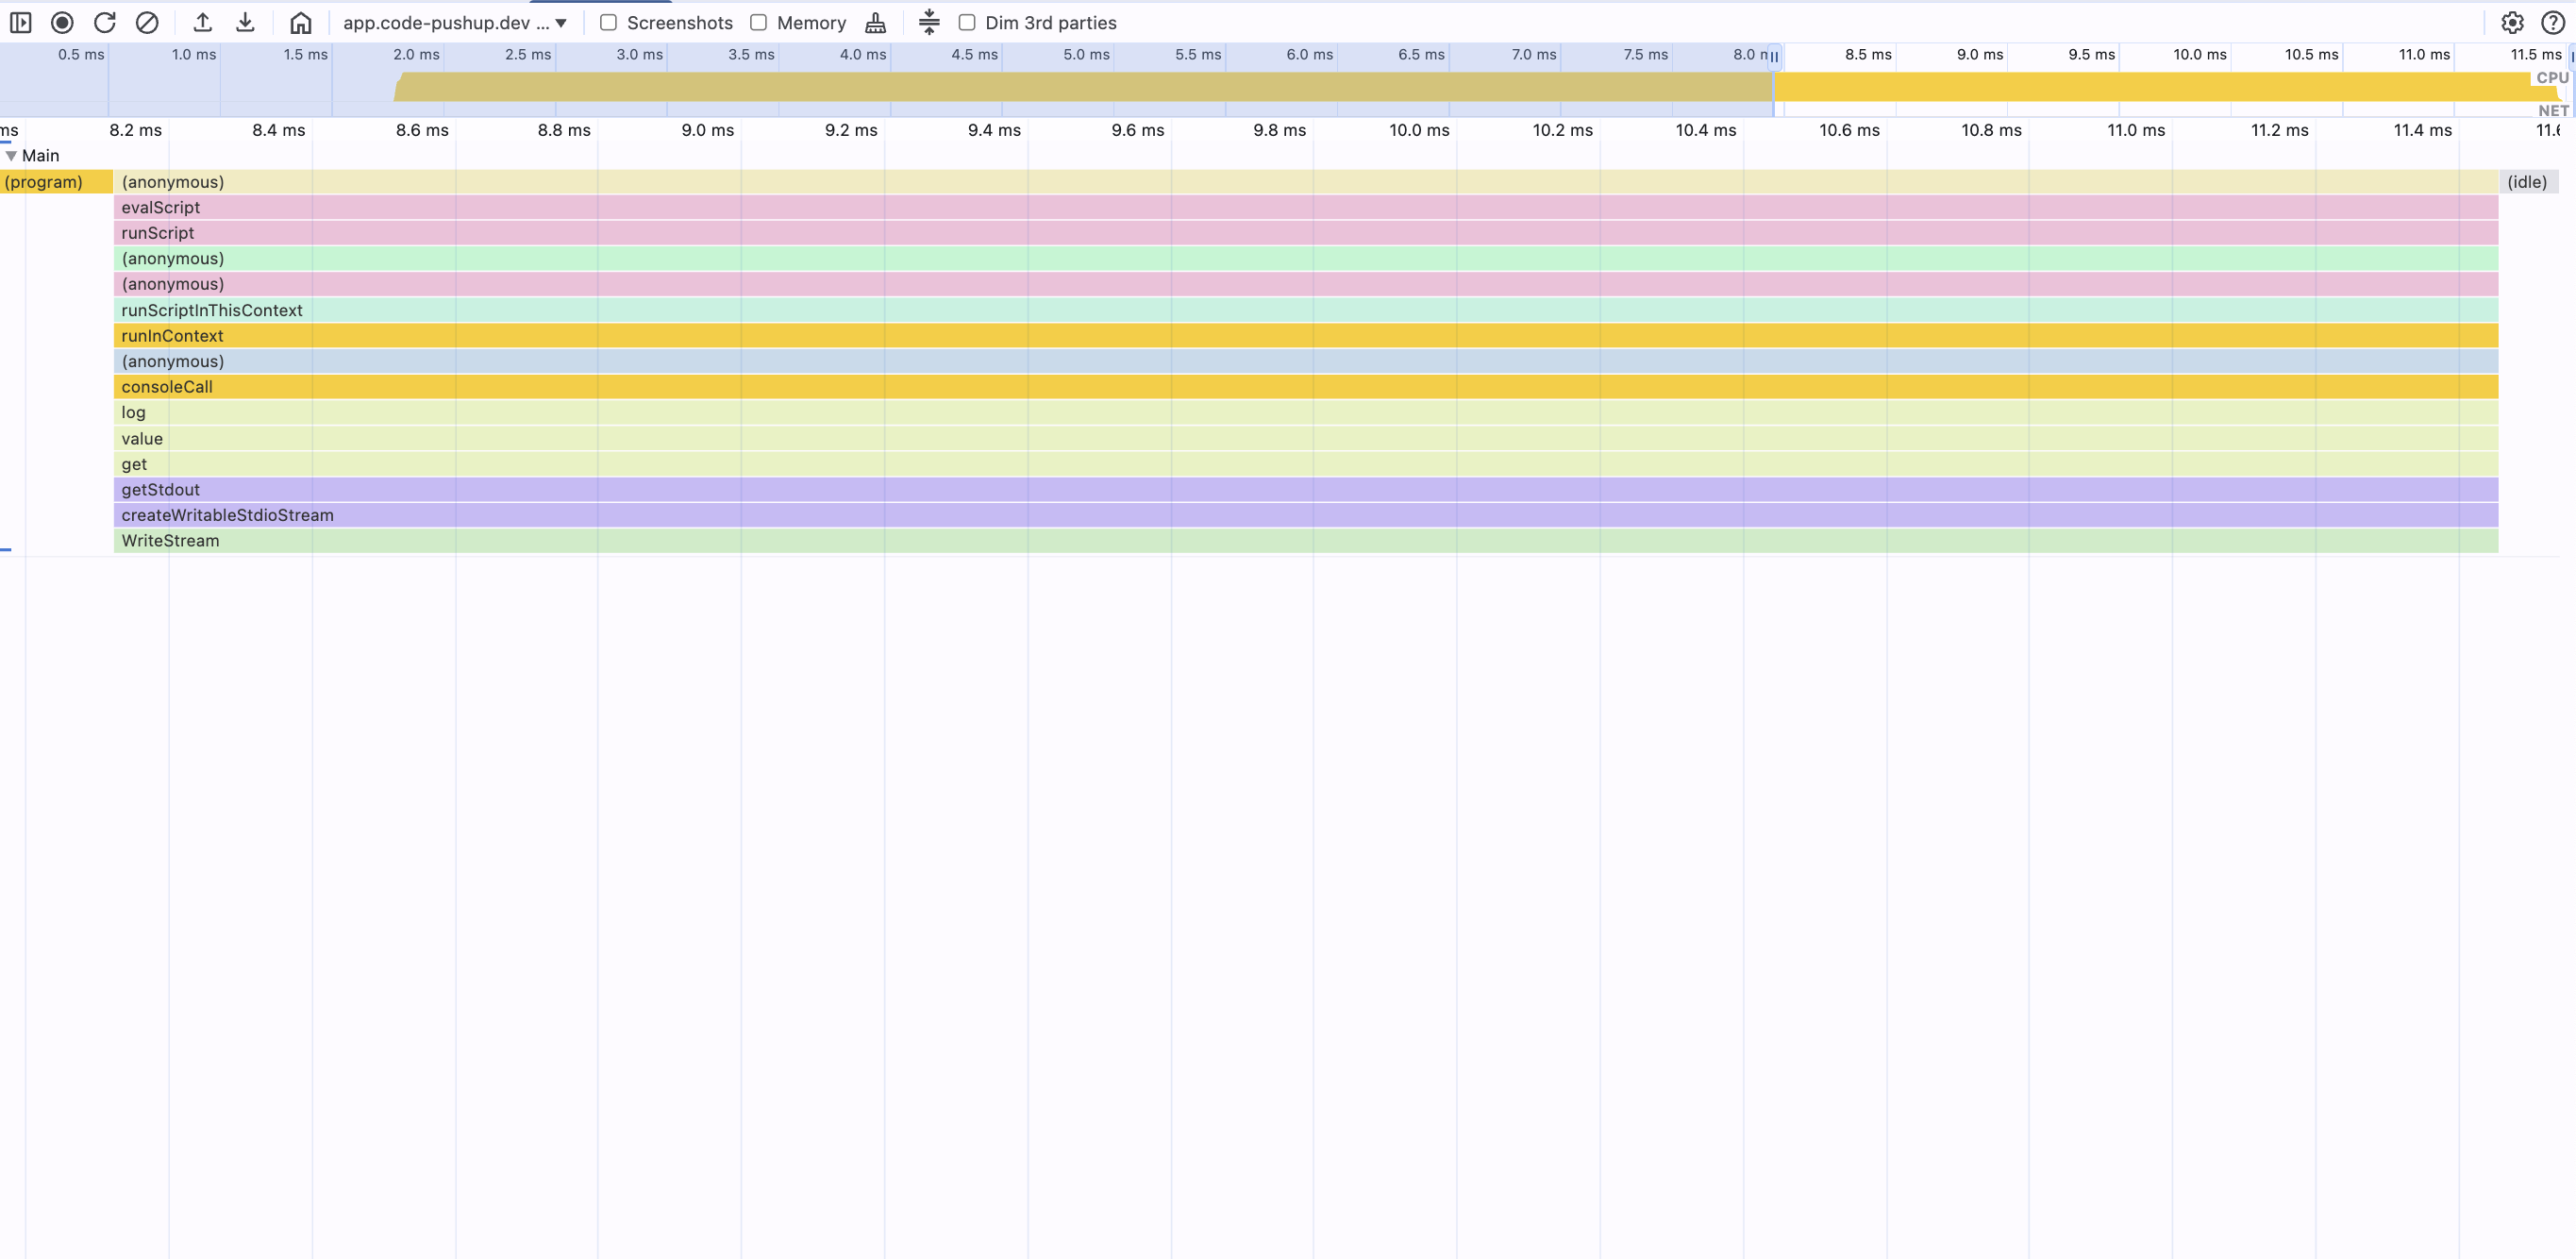 app.code-pushup.dev ... Screenshots Memory Dim 3rd parties
0.5 ms 1.0 ms 1.5 ms 2.0 ms 2.5 ms 3.0 ms 3.5 ms 4.0 ms 4.5 ms 5.0 ms 5.5 ms 6.0 ms 6.5 ms 7.0 ms 7.5 ms 8.0 8.5 ms 9.0 ms 9.5 ms 10.0 ms 10.5 ms 11.0 ms 11.5 ms
CPU
NET
ms 8.2 ms 8.4 ms 8.6 ms 8.8 ms 9.0 ms 9.2 ms 9.4 ms 9.6 ms 9.8 ms 10.0 ms 10.2 ms 10.4 ms 10.6 ms 10.8 ms 11.0 ms 11.2 ms 11.4 ms
Main
(program) (anonymous) (idle)
evalScript
runScript
(anonymous)
(anonymous)
runScriptInThisContext
runInContext
(anonymous)
consoleCall
log
value
get
getStdout
createWritableStdioStream
WriteStream